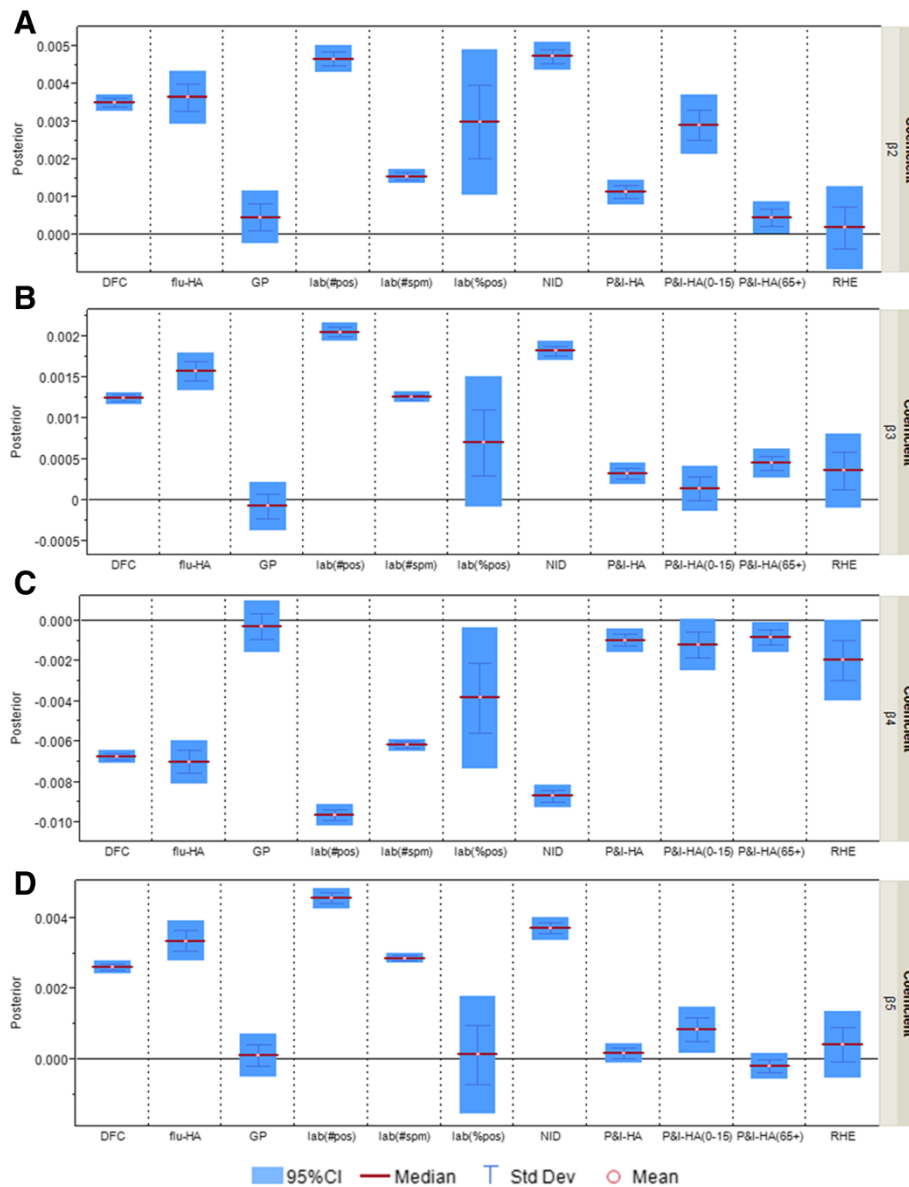 A
0.005
0.004
0.003
0.002
0.001
0.000
Posterior
β2
DFC flu-HA GP lab(#pos) lab(#spm) lab(%pos) NID P&I-HA P&I-HA(0-15) P&I-HA(65+) RHE
B
0.002
0.0015
0.001
0.0005
0
-0.0005
Posterior
Coefficient
β3
DFC flu-HA GP lab(#pos) lab(#spm) lab(%pos) NID P&I-HA P&I-HA(0-15) P&I-HA(65+) RHE
C
0.000
-0.002
-0.004
-0.006
-0.008
-0.010
Posterior
Coefficient
β4
DFC flu-HA GP lab(#pos) lab(#spm) lab(%pos) NID P&I-HA P&I-HA(0-15) P&I-HA(65+) RHE
D
0.004
0.002
0.000
Posterior
Coefficient
β5
DFC flu-HA GP lab(#pos) lab(#spm) lab(%pos) NID P&I-HA P&I-HA(0-15) P&I-HA(65+) RHE
95%CI Median Std Dev Mean